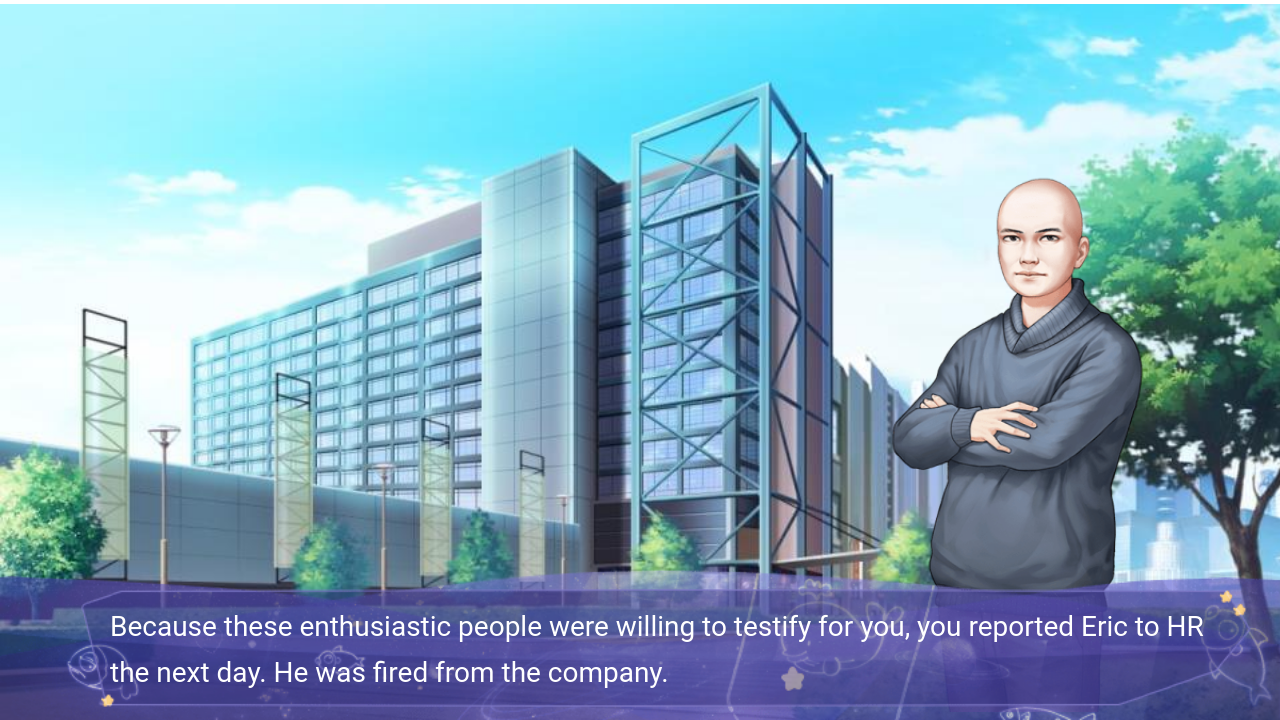 Because these enthusiastic people were willing to testify for you, you reported Eric to HR
the next day. He was fired from the company.